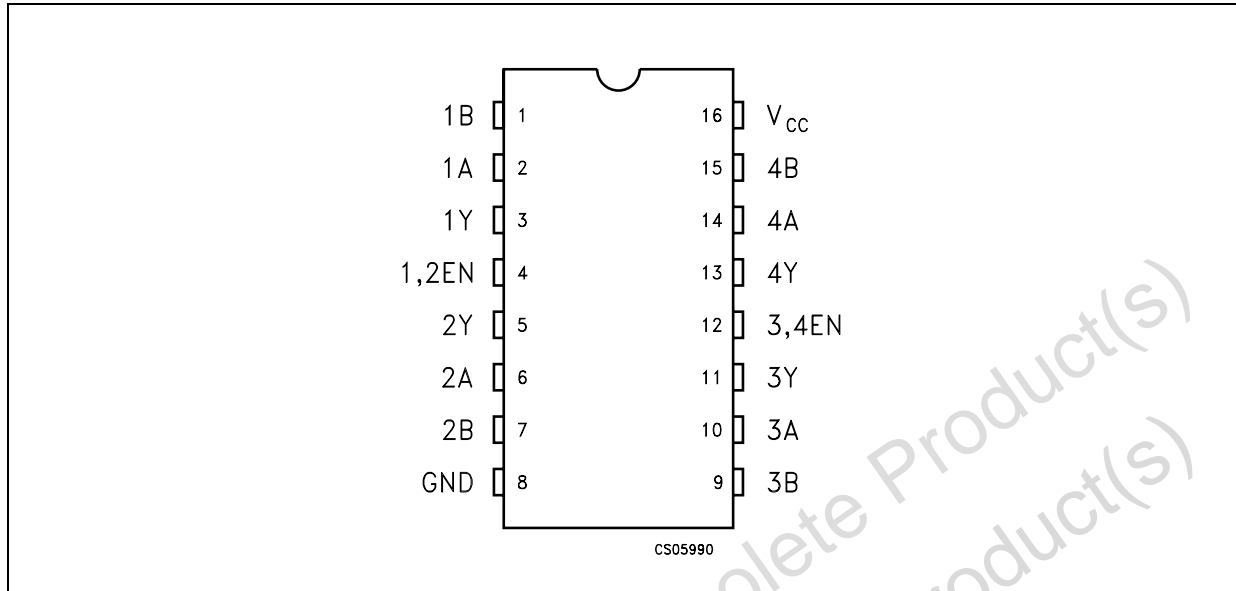 1B 1 16 VCC
1A 2 15 4B
1Y 3 14 4A
1,2EN 4 13 4Y
2Y 5 12 3,4EN
2A 6 11 3Y
2B 7 10 3A
GND 8 9 3B
CS05990
Product(s)